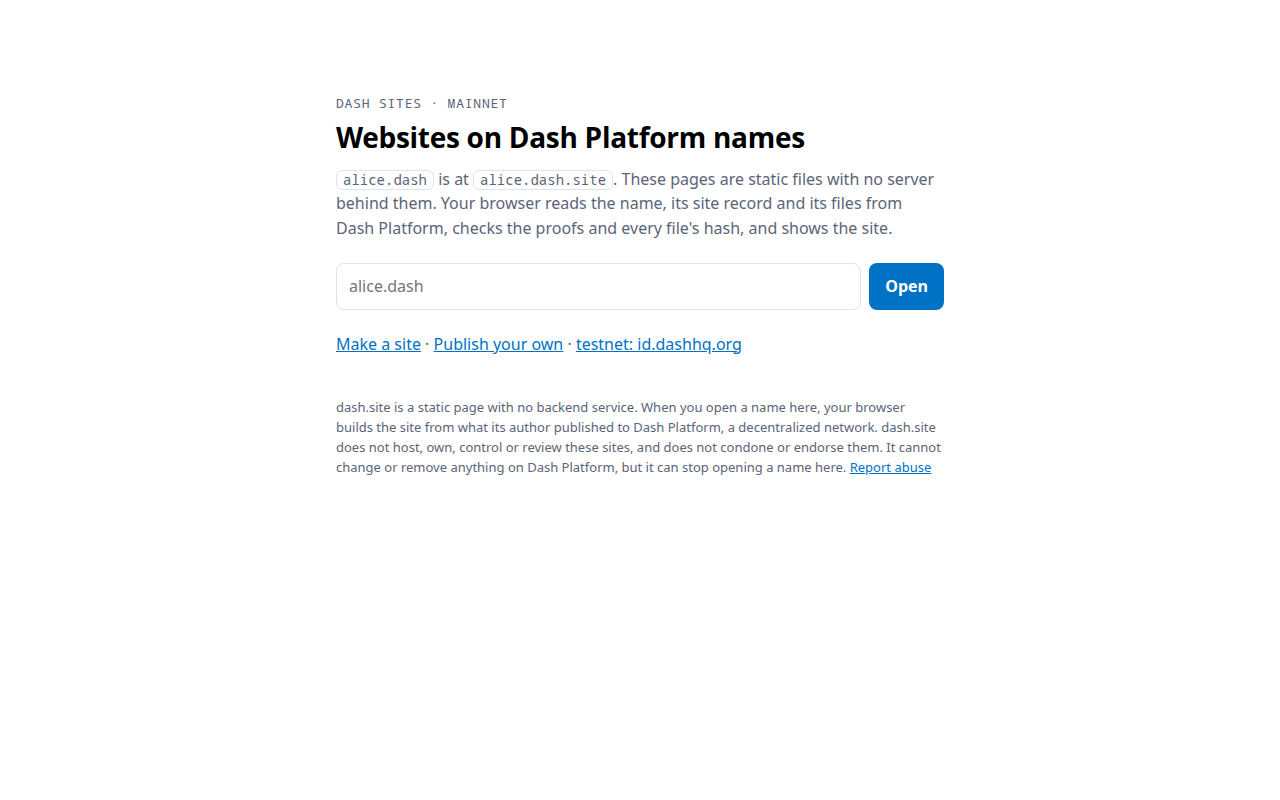 DASH SITES · MAINNET
Websites on Dash Platform names
alice.dash is at alice.dash.site. These pages are static files with no server
behind them. Your browser reads the name, its site record and its files from
Dash Platform, checks the proofs and every file's hash, and shows the site.
alice.dash
Open
Make a site · Publish your own · testnet: id.dashhq.org
dash.site is a static page with no backend service. When you open a name here, your browser
builds the site from what its author published to Dash Platform, a decentralized network. dash.site
does not host, own, control or review these sites, and does not condone or endorse them. It cannot
change or remove anything on Dash Platform, but it can stop opening a name here. Report abuse